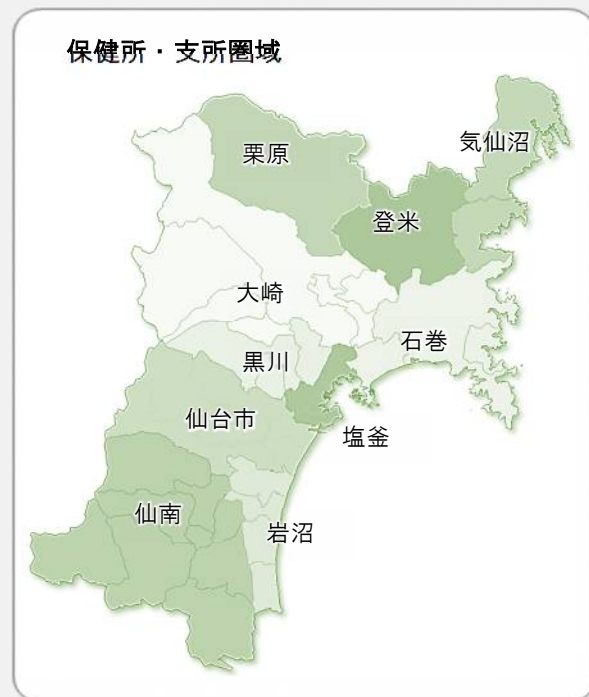 保健所・支所圏域
気仙沼
栗原
登米
大崎
石巻
黒川
仙台市
塩釜
仙南
岩沼